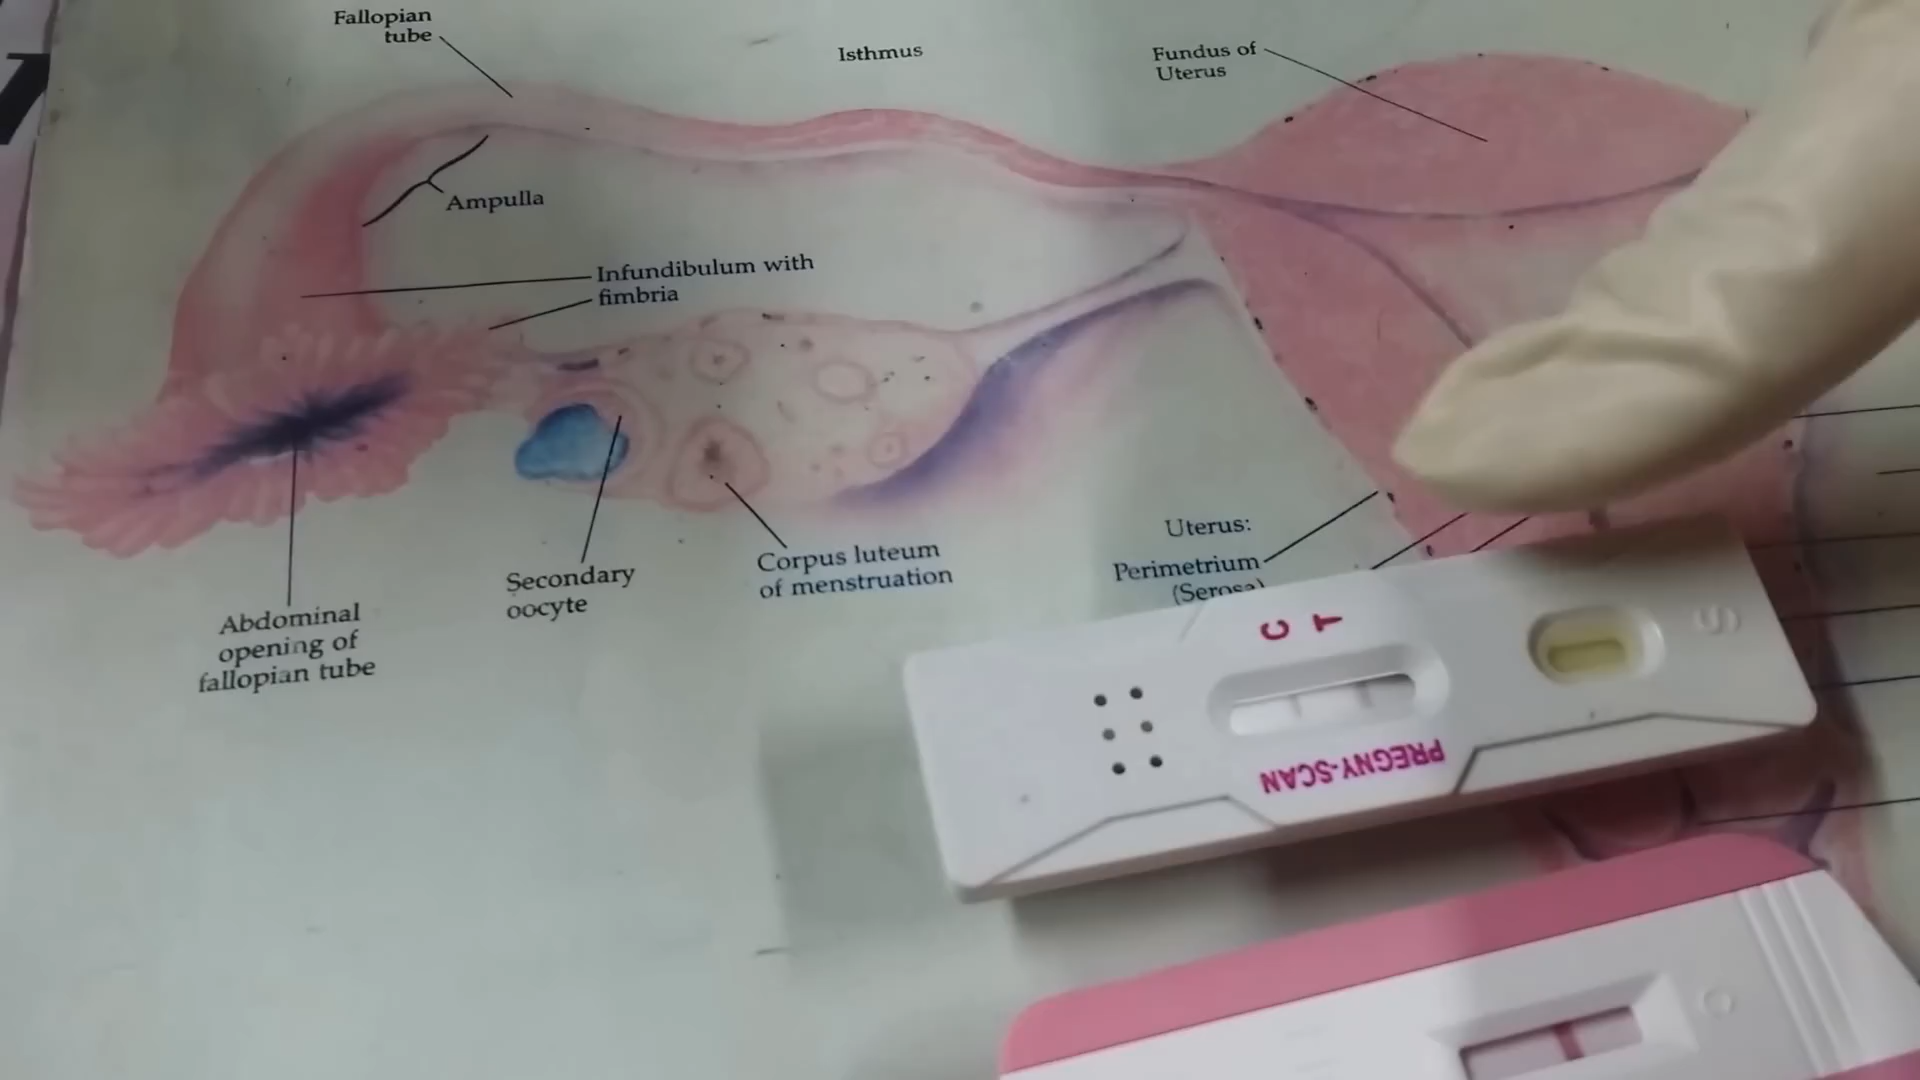 Fallopian
tube
Isthmus
Fundus of
Uterus
Ampulla
Infundibulum with
fimbria
Uterus:
Perimetrium
(Serosa)
Corpus luteum
of menstruation
Secondary
oocyte
Abdominal
opening of
fallopian tube
C T
S
PREGNY-SCAN